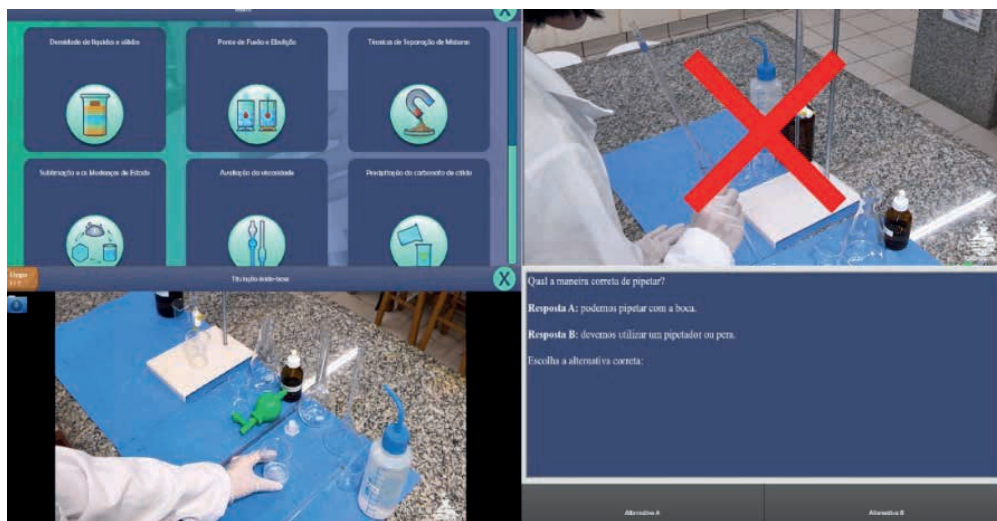 X
Densidade de líquidos e sólidos
Ponto de Fusão e Ebulição
Técnicas de Separação de Misturas
Sublimação e as Mudanças de Estado
Avaliação da viscosidade
Precipitação do carbonato de cálcio
Etapa
Titulação ácido-base
X
Qual a maneira correta de pipetar?
Resposta A: podemos pipetar com a boca.
Resposta B: devemos utilizar um pipetador ou pera.
Escolha a alternativa correta:
Alternativa A
Alternativa B